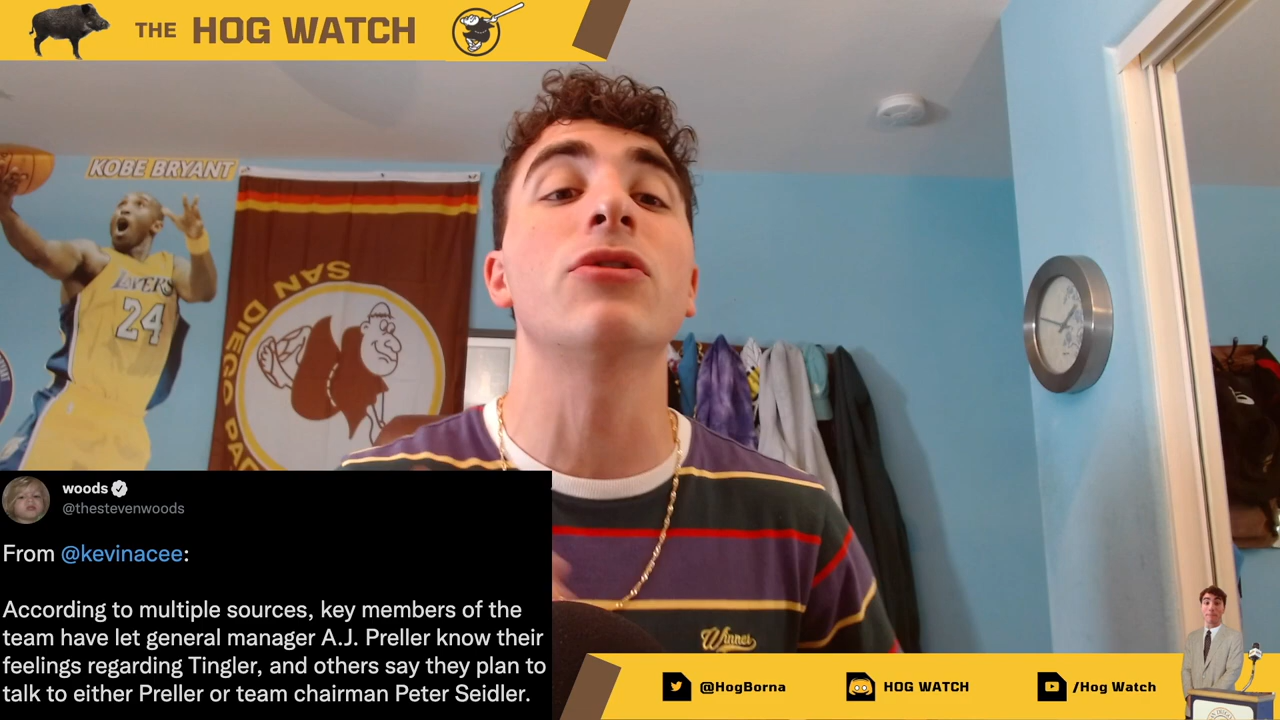 THE HOG WATCH
KOBE BRYANT
LAKERS
24
SAN DIEGO PAD
woods
@thestevenwoods
From @kevinacee:
According to multiple sources, key members of the
team have let general manager A.J. Preller know their
feelings regarding Tingler, and others say they plan to
talk to either Preller or team chairman Peter Seidler.
Winner
@HogBorna
HOG WATCH
/Hog Watch